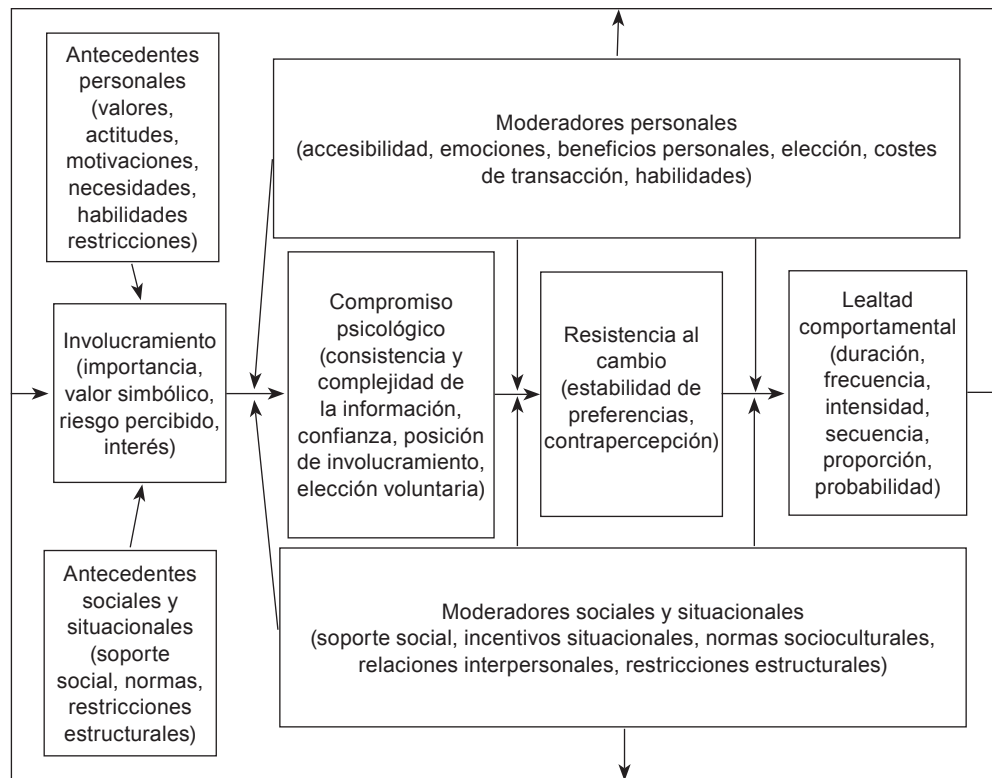 Antecedentes
personales
(valores,
actitudes,
motivaciones,
necesidades,
habilidades
restricciones)
Moderadores personales
(accesibilidad, emociones, beneficios personales, elección, costes
de transacción, habilidades)
Involucramiento
(importancia,
valor simbólico,
riesgo percibido,
interés)
Compromiso
psicológico
(consistencia y
complejidad de
la información,
confianza, posición
de involucramiento,
elección voluntaria)
Resistencia al
cambio
(estabilidad de
preferencias,
contrapercepción)
Lealtad
comportamental
(duración,
frecuencia,
intensidad,
secuencia,
proporción,
probabilidad)
Antecedentes
sociales y
situacionales
(soporte
social, normas,
restricciones
estructurales)
Moderadores sociales y situacionales
(soporte social, incentivos situacionales, normas socioculturales,
relaciones interpersonales, restricciones estructurales)